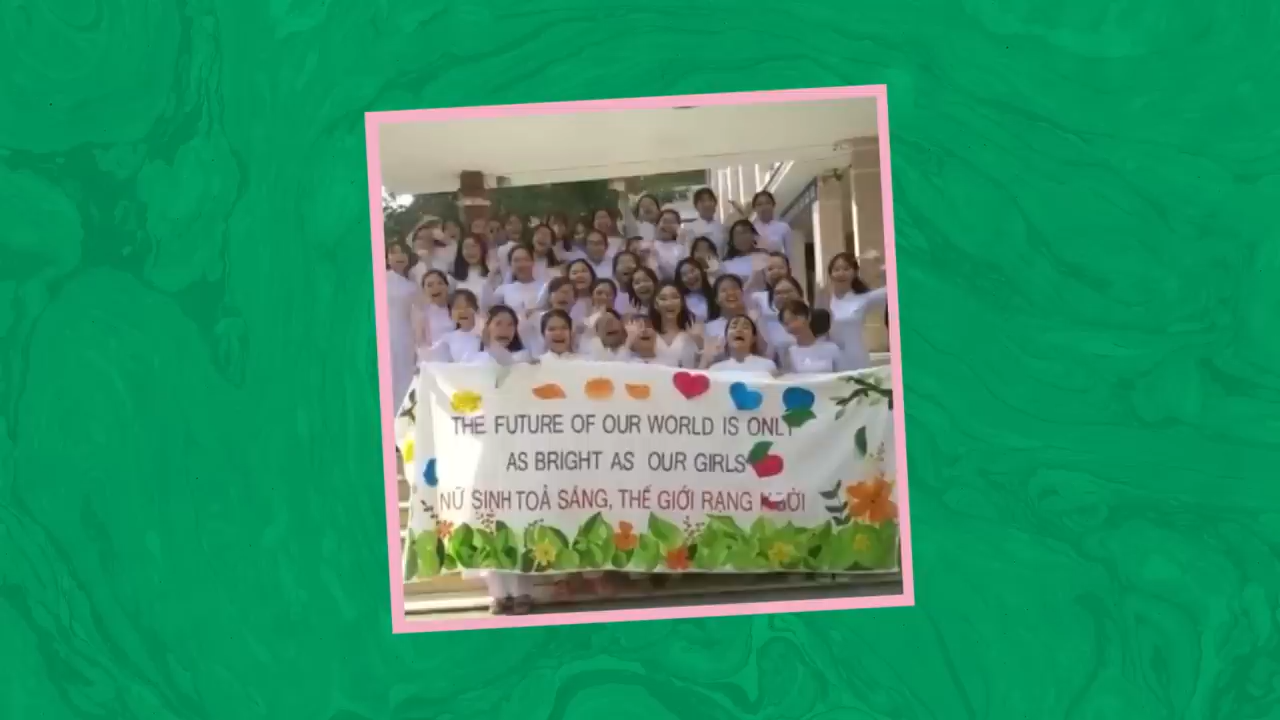 THE FUTURE OF OUR WORLD IS ONLY
AS BRIGHT AS OUR GIRLS
NỮ SINH TOẢ SÁNG, THẾ GIỚI RẠNG NGỜI